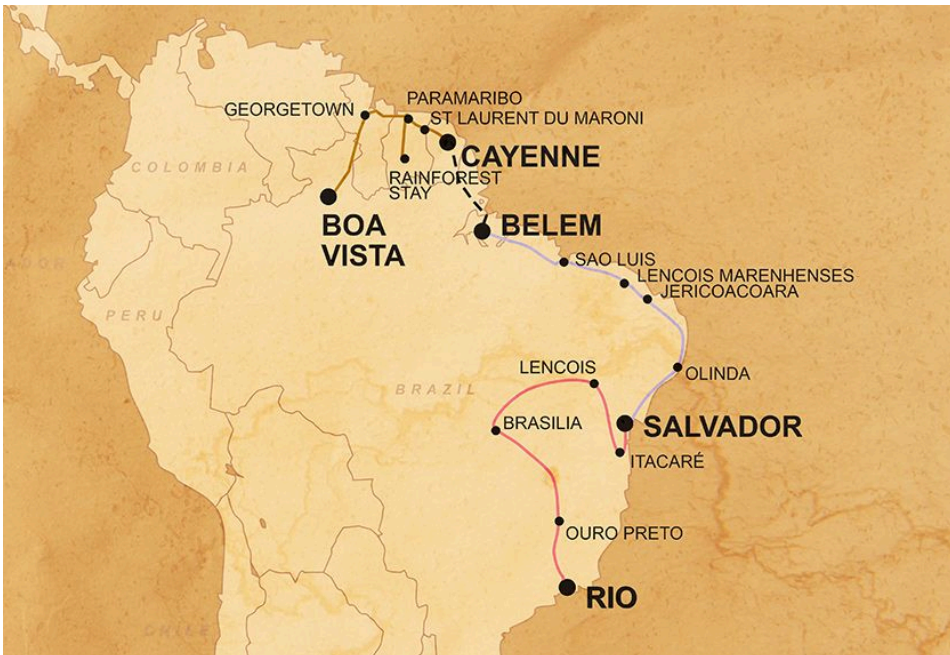 PARAMARIBO
GEORGETOWN
ST LAURENT DU MARONI
CAYENNE
COLOMBIA
RAINFOREST
STAY
BOA
VISTA
BELEM
SAO LUIS
ADOR
LENCOIS MARENHENSES
JERICOACOARA
PERU
LENCOIS
OLINDA
BRAZIL
BRASILIA
SALVADOR
ITACARÉ
OURO PRETO
RIO
CHILE